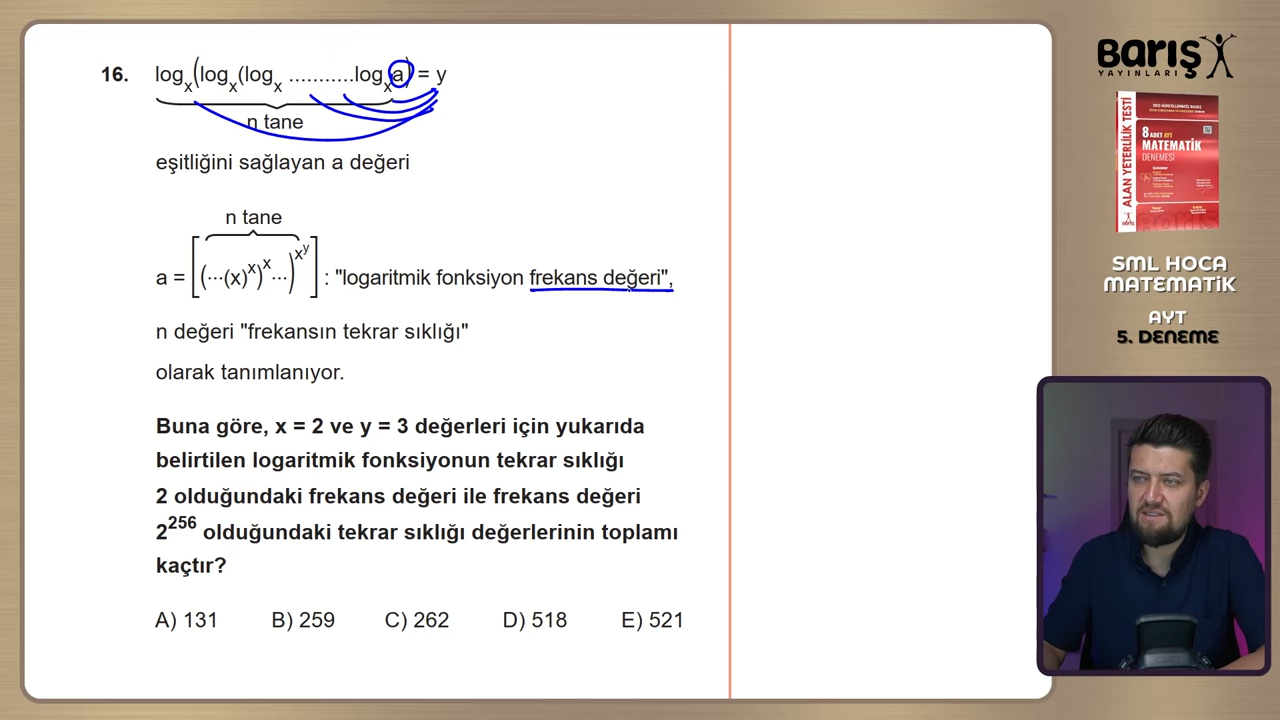 16. logₓ(logₓ(logₓ ...........logₓa) = y
n tane
eşitliğini sağlayan a değeri
n tane
a = [(···(x)ˣ)ˣ···)^xʸ] : "logaritmik fonksiyon frekans değeri",
n değeri "frekansın tekrar sıklığı"
olarak tanımlanıyor.
Buna göre, x = 2 ve y = 3 değerleri için yukarıda
belirtilen logaritmik fonksiyonun tekrar sıklığı
2 olduğundaki frekans değeri ile frekans değeri
2²⁵⁶ olduğundaki tekrar sıklığı değerlerinin toplamı
kaçtır?
A) 131 B) 259 C) 262 D) 518 E) 521
BARIŞ
YAYINLARI
ALAN YETERLİLİK TESTİ
8 ADET AYT
MATEMATİK
DENEMESİ
SML HOCA
MATEMATİK
AYT
5. DENEME